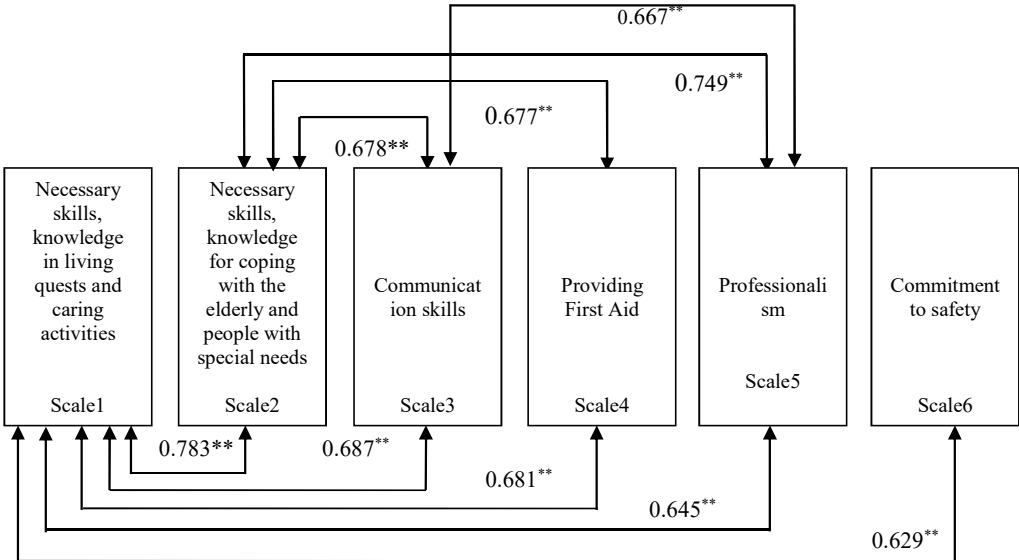 0.667**
0.749**
0.677**
0.678**
Necessary
skills,
knowledge
in living
quests and
caring
activities
Scale1
Necessary
skills,
knowledge
for coping
with the
elderly and
people with
special needs
Scale2
Communicat
ion skills
Scale3
Providing
First Aid
Scale4
Professionali
sm
Scale5
Commitment
to safety
Scale6
0.783**
0.687**
0.681**
0.645**
0.629**